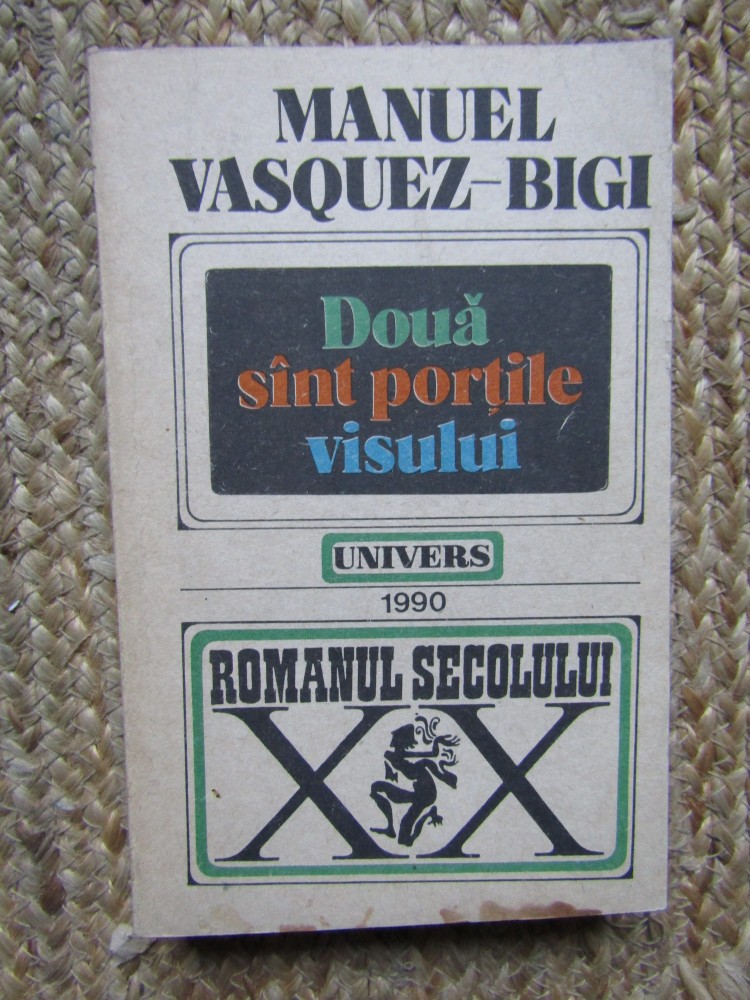 MANUEL
VASQUEZ-BIGI
Două
sînt porțile
visului
UNIVERS
1990
ROMANUL SECOLULUI
XX